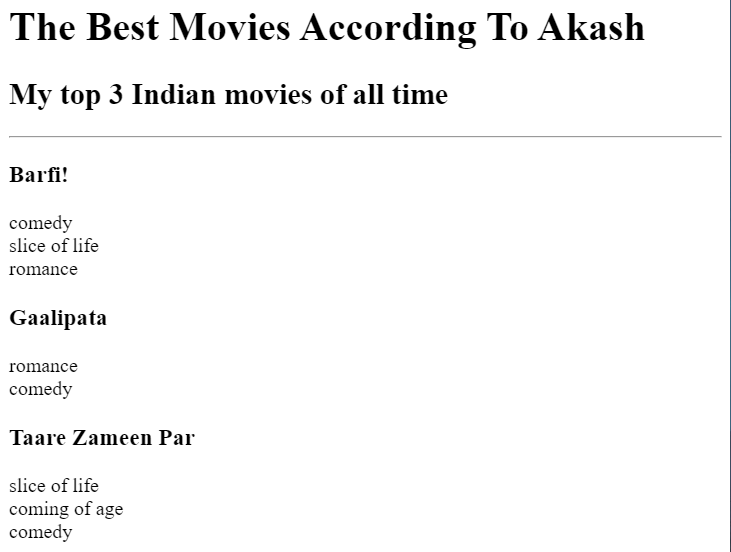 The Best Movies According To Akash
My top 3 Indian movies of all time
Barfi!
comedy
slice of life
romance
Gaalipata
romance
comedy
Taare Zameen Par
slice of life
coming of age
comedy